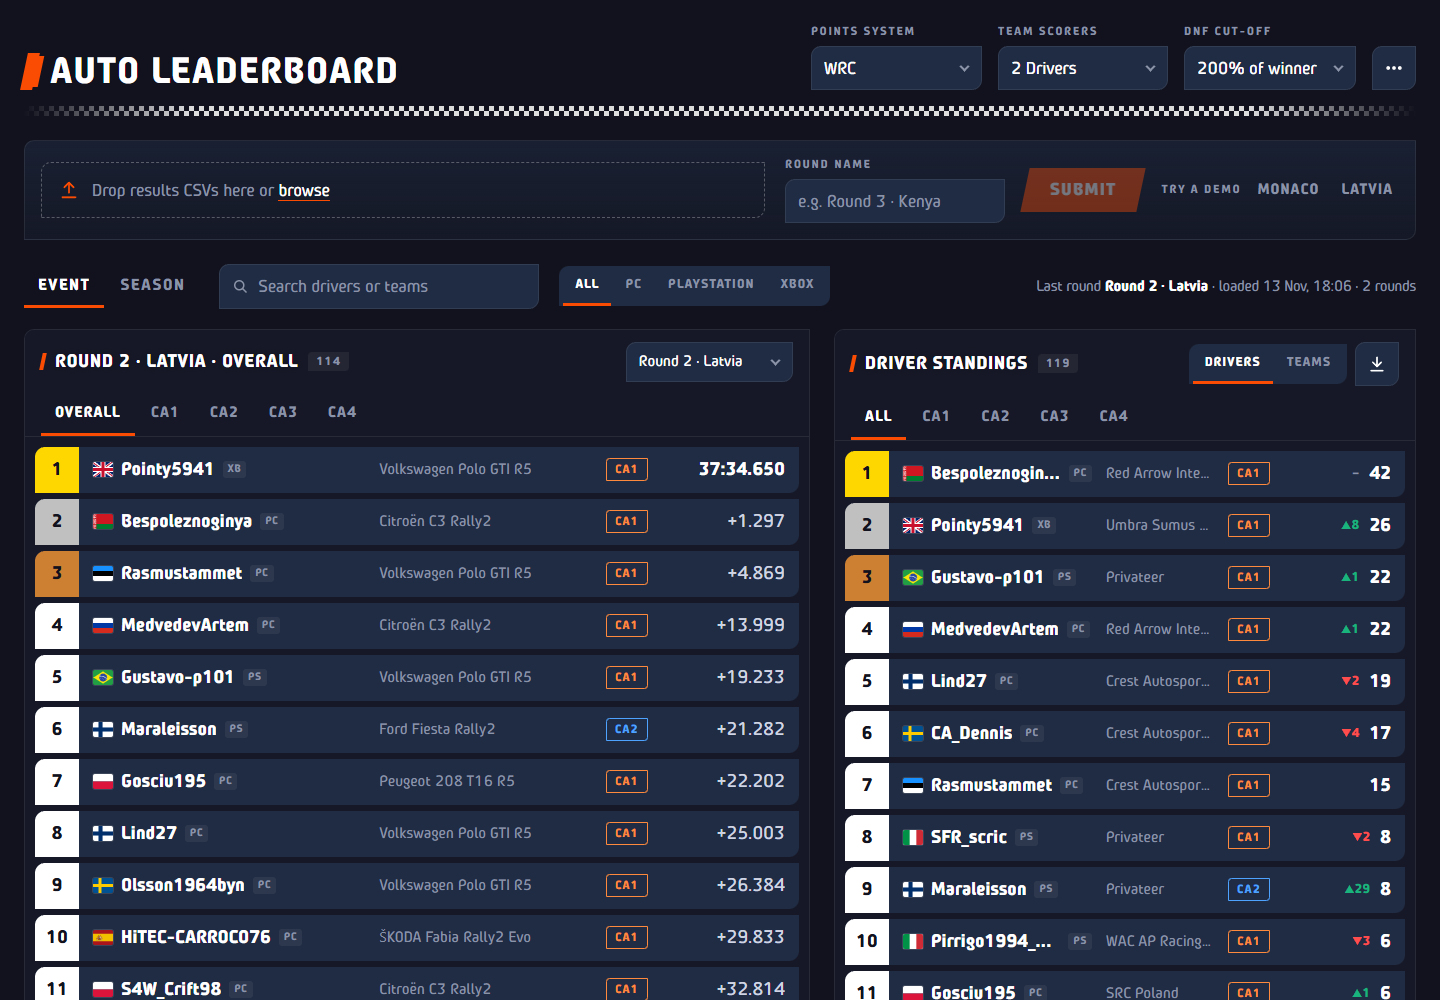 POINTS SYSTEM TEAM SCORERS DNF CUT-OFF
AUTO LEADERBOARD
WRC 2 Drivers 200% of winner
ROUND NAME
Drop results CSVs here or browse
e.g. Round 3 · Kenya
SUBMIT
TRY A DEMO MONACO LATVIA
EVENT SEASON
Search drivers or teams
ALL PC PLAYSTATION XBOX
Last round Round 2 · Latvia · loaded 13 Nov, 18:06 · 2 rounds
ROUND 2 · LATVIA · OVERALL 114
Round 2 · Latvia
OVERALL CA1 CA2 CA3 CA4
1 Pointy5941 XB Volkswagen Polo GTI R5 CA1 37:34.650
2 Bespoleznoginya PC Citroën C3 Rally2 CA1 +1.297
3 Rasmustammet PC Volkswagen Polo GTI R5 CA1 +4.869
4 MedvedevArtem PC Citroën C3 Rally2 CA1 +13.999
5 Gustavo-p101 PS Volkswagen Polo GTI R5 CA1 +19.233
6 Maraleisson PS Ford Fiesta Rally2 CA2 +21.282
7 Gosciu195 PC Peugeot 208 T16 R5 CA1 +22.202
8 Lind27 PC Volkswagen Polo GTI R5 CA1 +25.003
9 Olsson1964byn PC Volkswagen Polo GTI R5 CA1 +26.384
10 HiTEC-CARROCO76 PC ŠKODA Fabia Rally2 Evo CA1 +29.833
11 S4W_Crift98 PC Citroën C3 Rally2 CA1 +32.814
DRIVER STANDINGS 119
DRIVERS TEAMS
ALL CA1 CA2 CA3 CA4
1 Bespoleznogin... PC Red Arrow Inte... CA1 – 42
2 Pointy5941 XB Umbra Sumus ... CA1 ▲8 26
3 Gustavo-p101 PS Privateer CA1 ▲1 22
4 MedvedevArtem PC Red Arrow Inte... CA1 ▲1 22
5 Lind27 PC Crest Autospor... CA1 ▼2 19
6 CA_Dennis PC Crest Autospor... CA1 ▼4 17
7 Rasmustammet PC Crest Autospor... CA1 15
8 SFR_scric PS Privateer CA1 ▼2 8
9 Maraleisson PS Privateer CA2 ▲29 8
10 Pirrigo1994_... PS WAC AP Racing... CA1 ▼3 6
11 Gosciu195 PC SRC Poland CA1 ▲1 6